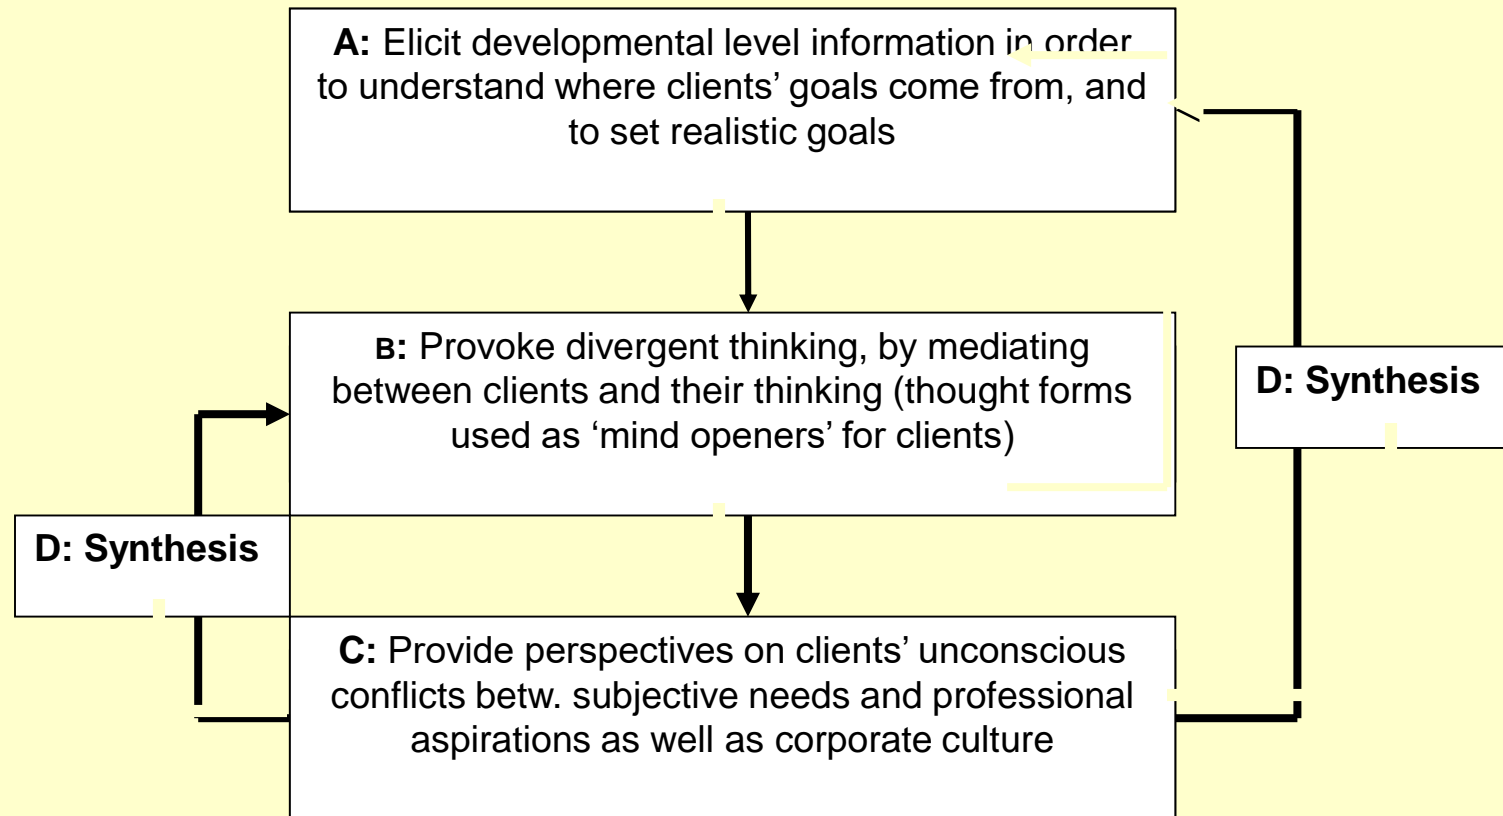 A: Elicit developmental level information in order
to understand where clients’ goals come from, and
to set realistic goals
B: Provoke divergent thinking, by mediating
between clients and their thinking (thought forms
used as ‘mind openers’ for clients)
D: Synthesis
D: Synthesis
C: Provide perspectives on clients’ unconscious
conflicts betw. subjective needs and professional
aspirations as well as corporate culture